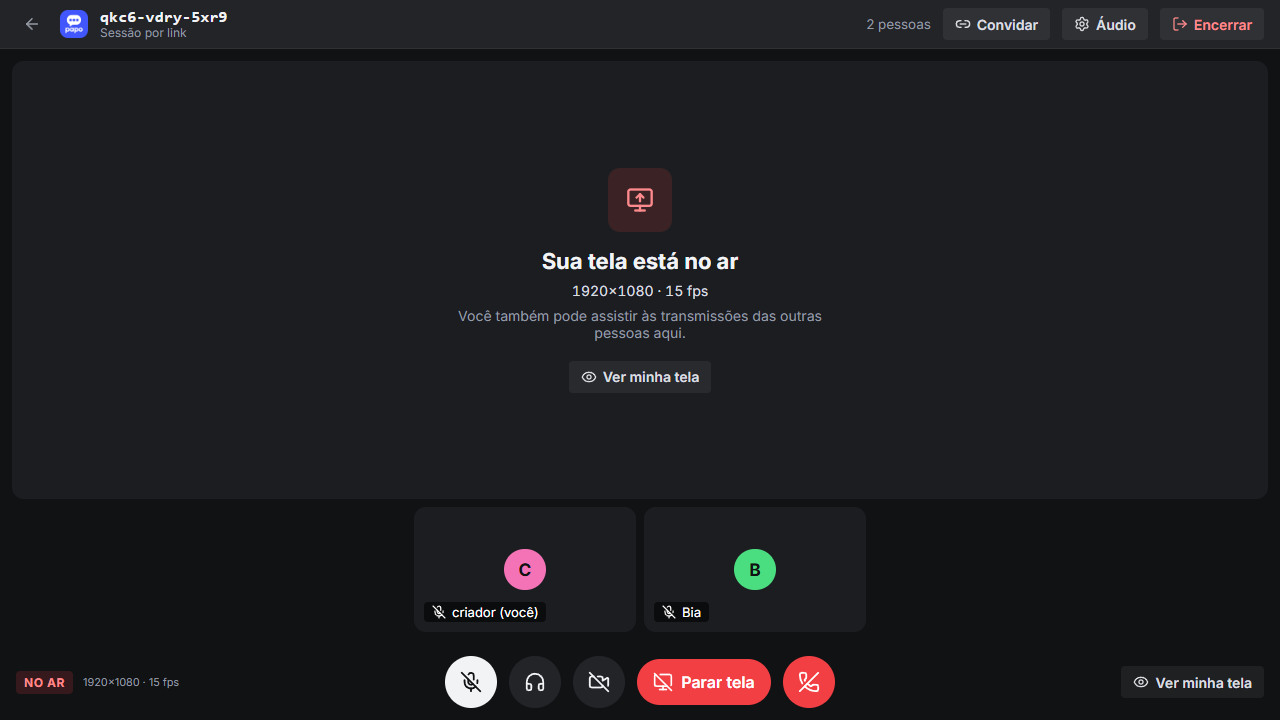 papo
qkc6-vdry-5xr9
Sessão por link
2 pessoas
Convidar
Áudio
Encerrar
Sua tela está no ar
1920×1080 · 15 fps
Você também pode assistir às transmissões das outras
pessoas aqui.
Ver minha tela
C
criador (você)
B
Bia
NO AR
1920×1080 · 15 fps
Parar tela
Ver minha tela